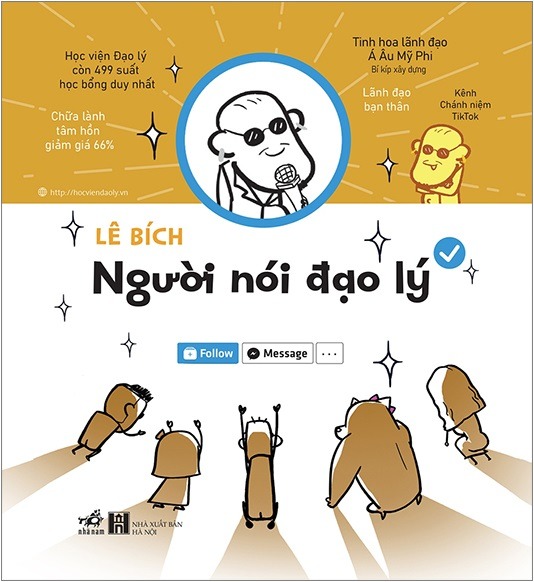 Học viện Đạo lý
còn 499 suất
học bổng duy nhất
Chữa lành
tâm hồn
giảm giá 66%
http://hocviendaoly.vn
Tinh hoa lãnh đạo
Á Âu Mỹ Phi
Bí kíp xây dựng
Lãnh đạo
bạn thân
Kênh
Chánh niệm
TikTok
LÊ BÍCH
Người nói đạo lý
Follow
Message
...
nhã nam
NHÀ XUẤT BẢN
HÀ NỘI